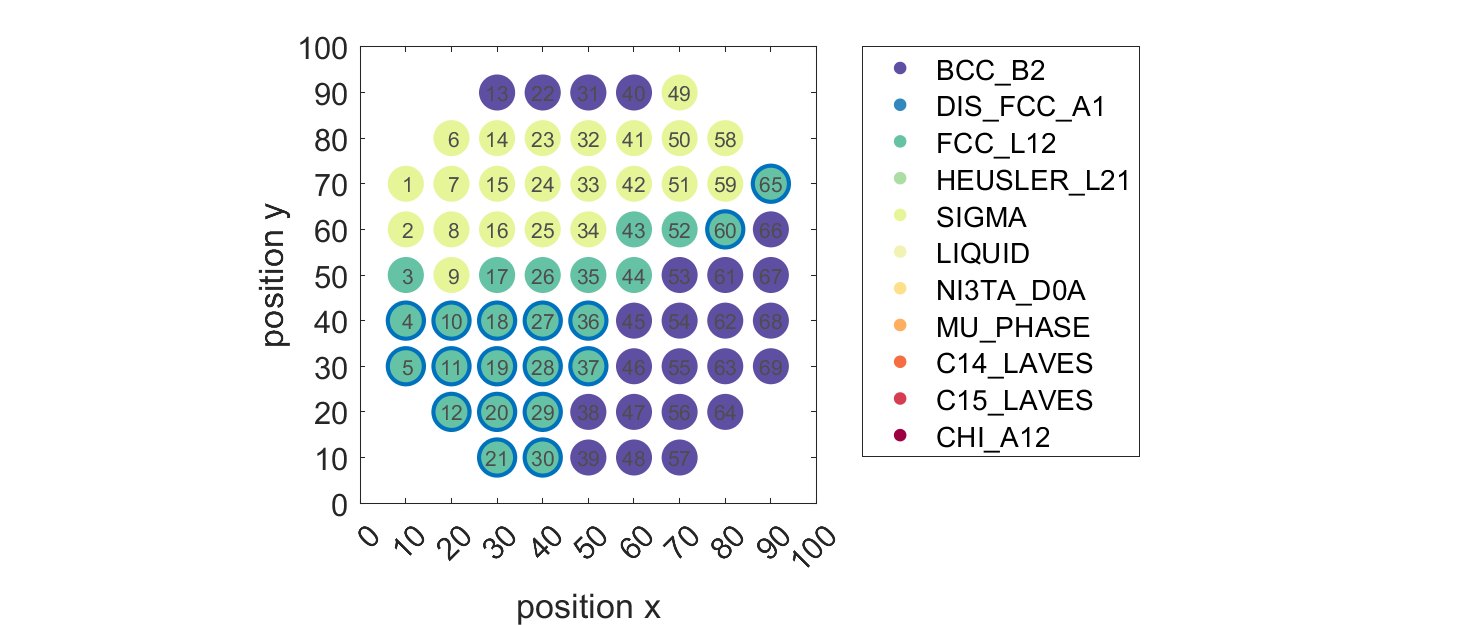 100
90
80
70
60
50
40
30
20
10
0
position y
13 22 31 40 49
6 14 23 32 41 50 58
1 7 15 24 33 42 51 59 65
2 8 16 25 34 43 52 60 66
3 9 17 26 35 44 53 61 67
4 10 18 27 36 45 54 62 68
5 11 19 28 37 46 55 63 69
12 20 29 38 47 56 64
21 30 39 48 57
0 10 20 30 40 50 60 70 80 90 100
position x
BCC_B2
DIS_FCC_A1
FCC_L12
HEUSLER_L21
SIGMA
LIQUID
NI3TA_D0A
MU_PHASE
C14_LAVES
C15_LAVES
CHI_A12